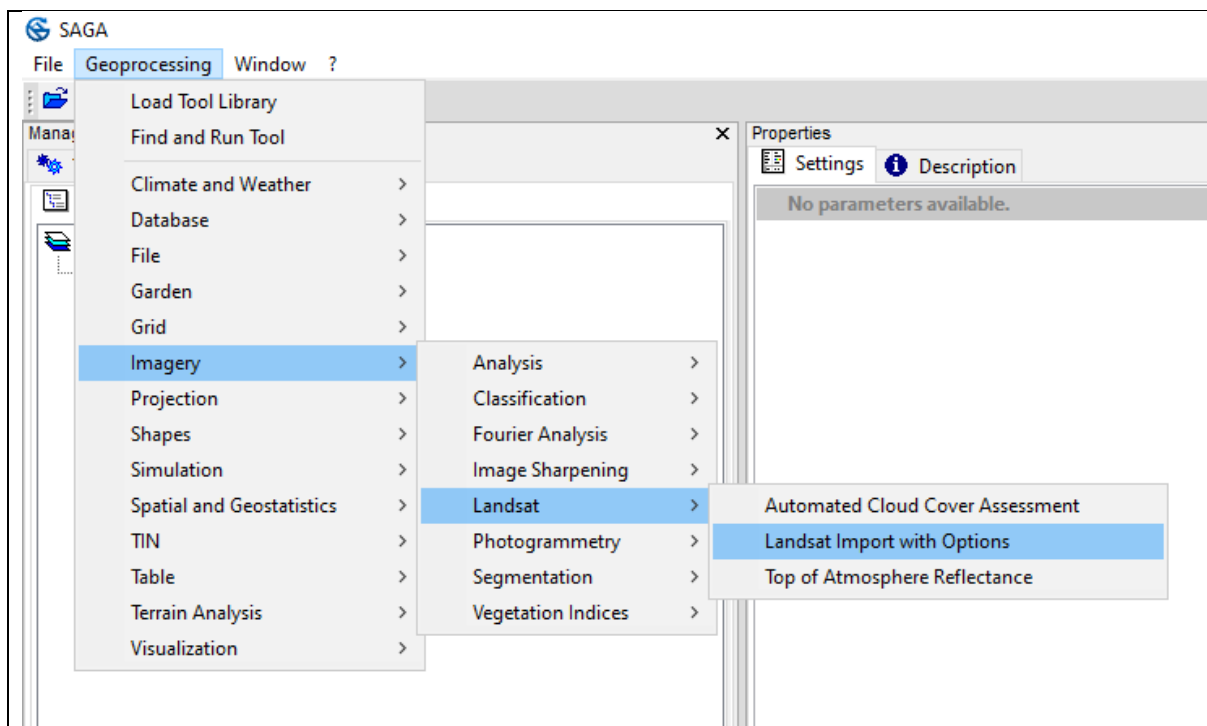 SAGA
File Geoprocessing Window ?
Load Tool Library
Find and Run Tool
Climate and Weather
Database
File
Garden
Grid
Imagery
Projection
Shapes
Simulation
Spatial and Geostatistics
TIN
Table
Terrain Analysis
Visualization
Analysis
Classification
Fourier Analysis
Image Sharpening
Landsat
Photogrammetry
Segmentation
Vegetation Indices
Automated Cloud Cover Assessment
Landsat Import with Options
Top of Atmosphere Reflectance
Properties
Settings Description
No parameters available.